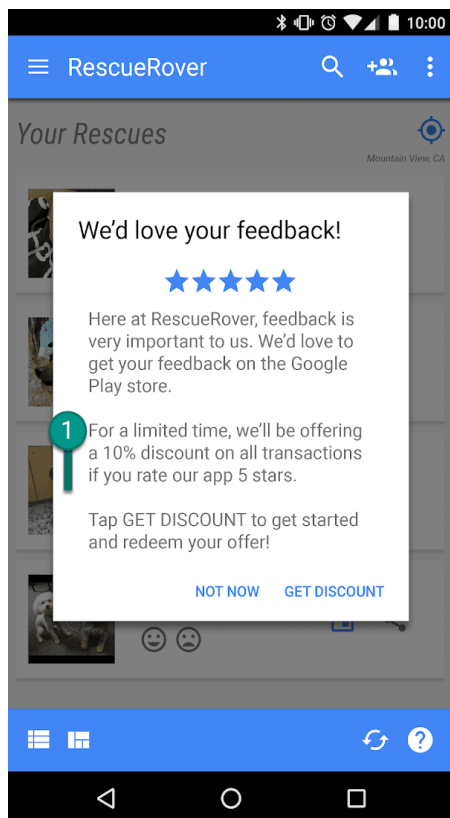 10:00
RescueRover
Your Rescues
Mountain View, CA
We'd love your feedback!
Here at RescueRover, feedback is
very important to us. We'd love to
get your feedback on the Google
Play store.
1
For a limited time, we'll be offering
a 10% discount on all transactions
if you rate our app 5 stars.
Tap GET DISCOUNT to get started
and redeem your offer!
NOT NOW GET DISCOUNT
?